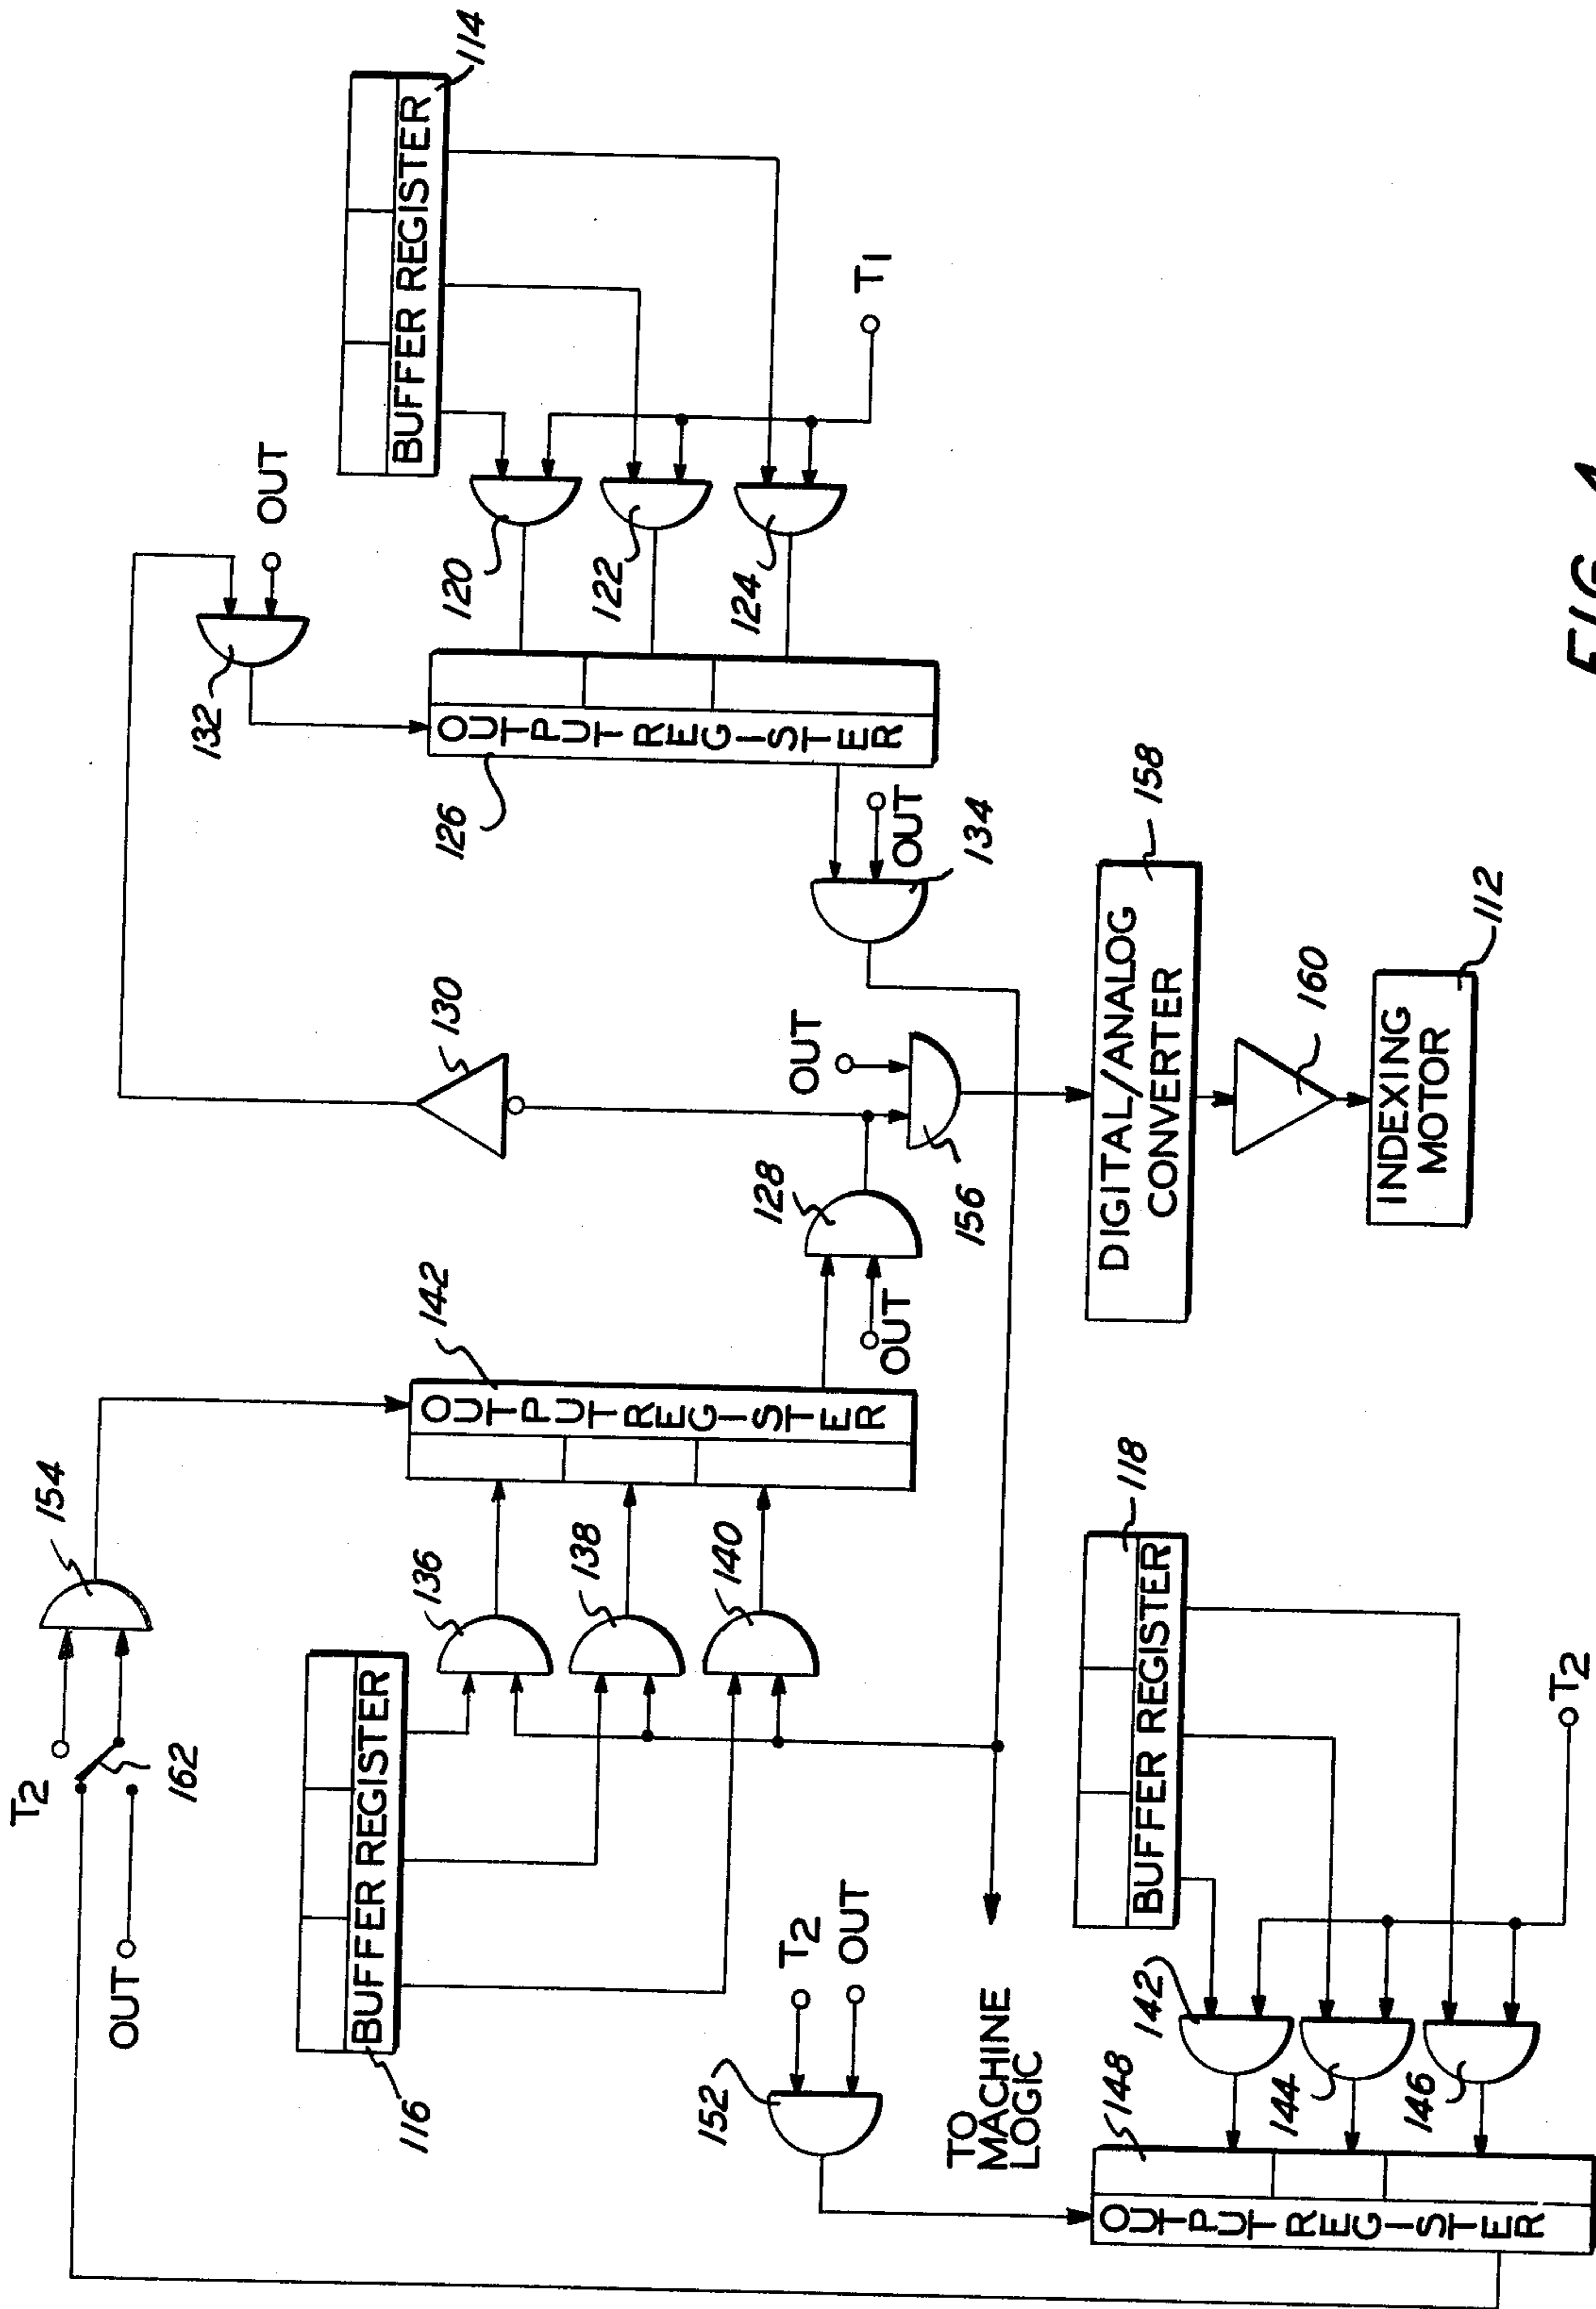 T2
OUT
162
154
BUFFER REGISTER
116
136
138
140
OUTPUT REGISTER
142
T2
OUT
152
TO
MACHINE
LOGIC
128
OUT
130
OUT
156
132
OUT
OUTPUT REGISTER
126
120
122
124
BUFFER REGISTER
114
T1
OUT
134
DIGITAL/ANALOG
CONVERTER
158
160
INDEXING
MOTOR
112
BUFFER REGISTER
118
142
144
146
148
OUTPUT REGISTER
T2